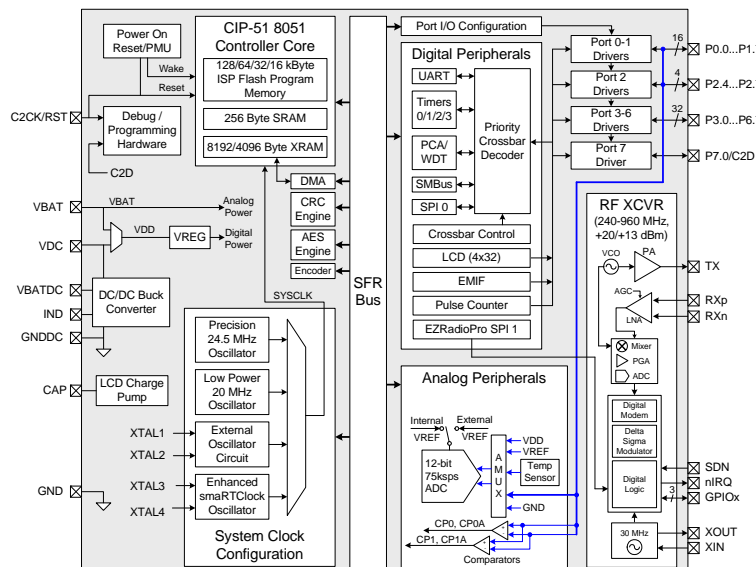 Power On
Reset/PMU
Wake
Reset
C2CK/RST
Debug /
Programming
Hardware
C2D
VBAT
VBAT
Analog
Power
VDC
VDD
VREG
Digital
Power
VBATDC
IND
GNDDC
DC/DC Buck
Converter
CAP
LCD Charge
Pump
XTAL1
XTAL2
XTAL3
XTAL4
GND
CIP-51 8051
Controller Core
128/64/32/16 kByte
ISP Flash Program
Memory
256 Byte SRAM
8192/4096 Byte XRAM
DMA
CRC
Engine
AES
Engine
Encoder
SYSCLK
Precision
24.5 MHz
Oscillator
Low Power
20 MHz
Oscillator
External
Oscillator
Circuit
Enhanced
smaRTClock
Oscillator
System Clock
Configuration
SFR
Bus
Port I/O Configuration
Digital Peripherals
UART
Timers
0/1/2/3
PCA/
WDT
SMBus
SPI 0
Priority
Crossbar
Decoder
Crossbar Control
LCD (4x32)
EMIF
Pulse Counter
EZRadioPro SPI 1
Analog Peripherals
Internal
VREF
External
VREF
12-bit
75ksps
ADC
A
M
U
X
VDD
VREF
Temp
Sensor
GND
CP0, CP0A
CP1, CP1A
Comparators
Port 0-1
Drivers
Port 2
Drivers
Port 3-6
Drivers
Port 7
Driver
16
P0.0...P1.
4
P2.4...P2.
32
P3.0...P6.
P7.0/C2D
RF XCVR
(240-960 MHz,
+20/+13 dBm)
VCO
PA
TX
AGC
LNA
RXp
RXn
Mixer
PGA
ADC
Digital
Modem
Delta
Sigma
Modulator
Digital
Logic
SDN
nIRQ
3
GPIOx
30 MHz
XOUT
XIN